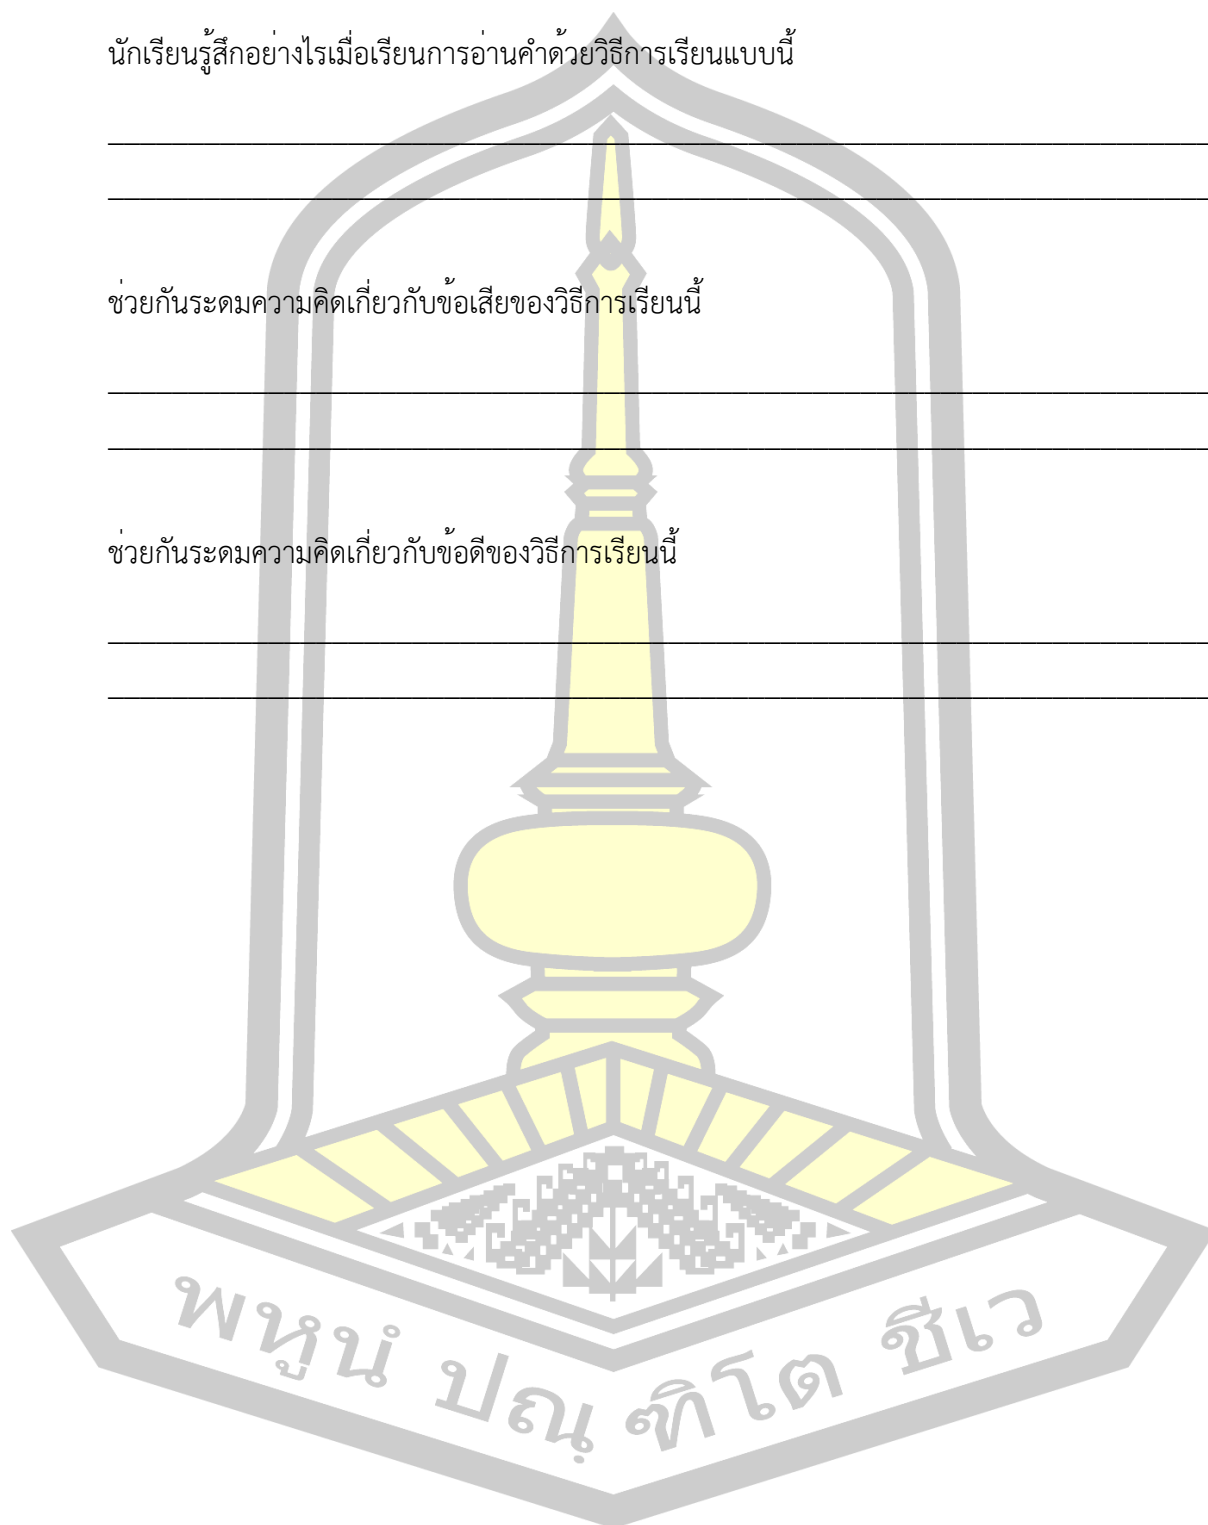 นักเรียนรู้สึกอย่างไรเมื่อเรียนการอ่านคำด้วยวิธีการเรียนแบบนี้
ช่วยกันระดมความคิดเกี่ยวกับข้อเสียของวิธีการเรียนนี้
ช่วยกันระดมความคิดเกี่ยวกับข้อดีของวิธีการเรียนนี้
พหูนํ ปณฺฑิโต ชีเว